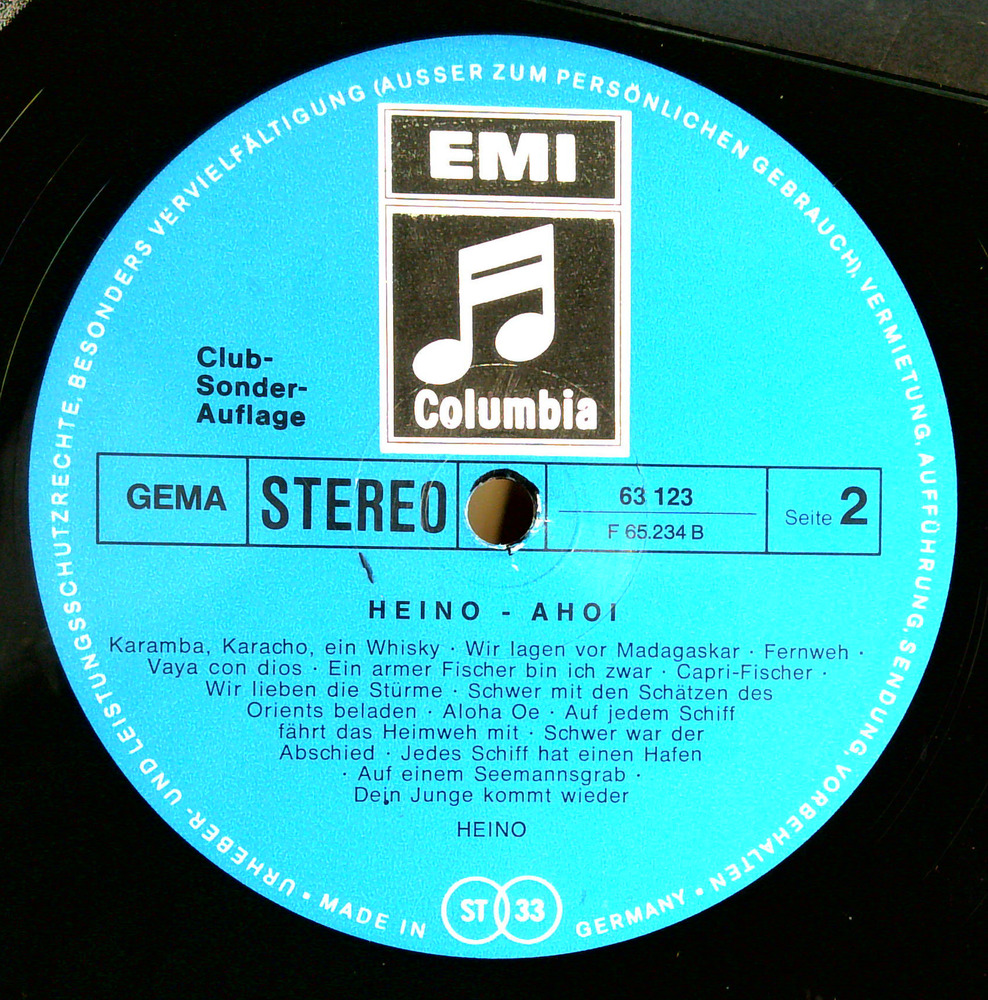 URHEBER- UND LEISTUNGSSCHUTZRECHTE, BESONDERS VERVIELFÄLTIGUNG (AUSSER ZUM PERSÖNLICHEN GEBRAUCH), VERMIETUNG, AUFFÜHRUNG, SENDUNG, VORBEHALTEN •
EMI
Columbia
Club-
Sonder-
Auflage
GEMA STEREO 63 123 Seite 2
F 65.234 B
HEINO - AHOI
Karamba, Karacho, ein Whisky · Wir lagen vor Madagaskar · Fernweh ·
Vaya con dios · Ein armer Fischer bin ich zwar · Capri-Fischer ·
Wir lieben die Stürme · Schwer mit den Schätzen des
Orients beladen · Aloha Oe · Auf jedem Schiff
fährt das Heimweh mit · Schwer war der
Abschied · Jedes Schiff hat einen Hafen
· Auf einem Seemannsgrab ·
Dein Junge kommt wieder
HEINO
• MADE IN ST 33 GERMANY